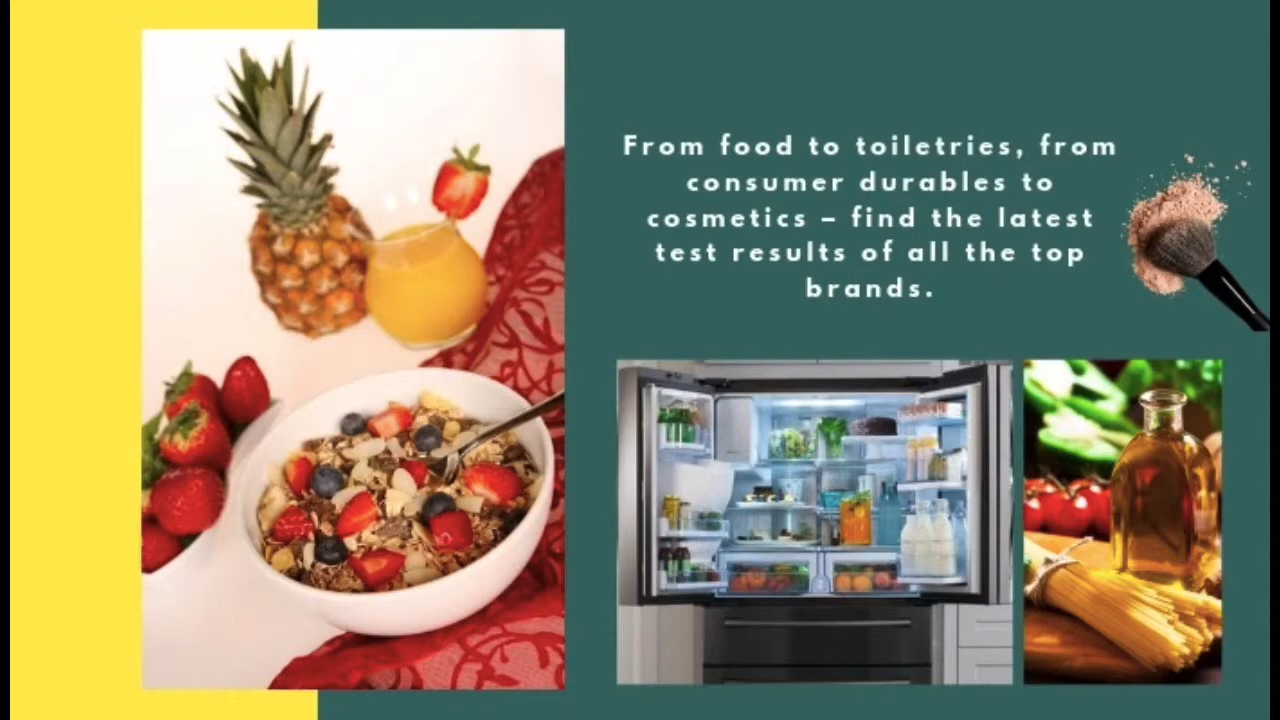 From food to toiletries, from
consumer durables to
cosmetics – find the latest
test results of all the top
brands.